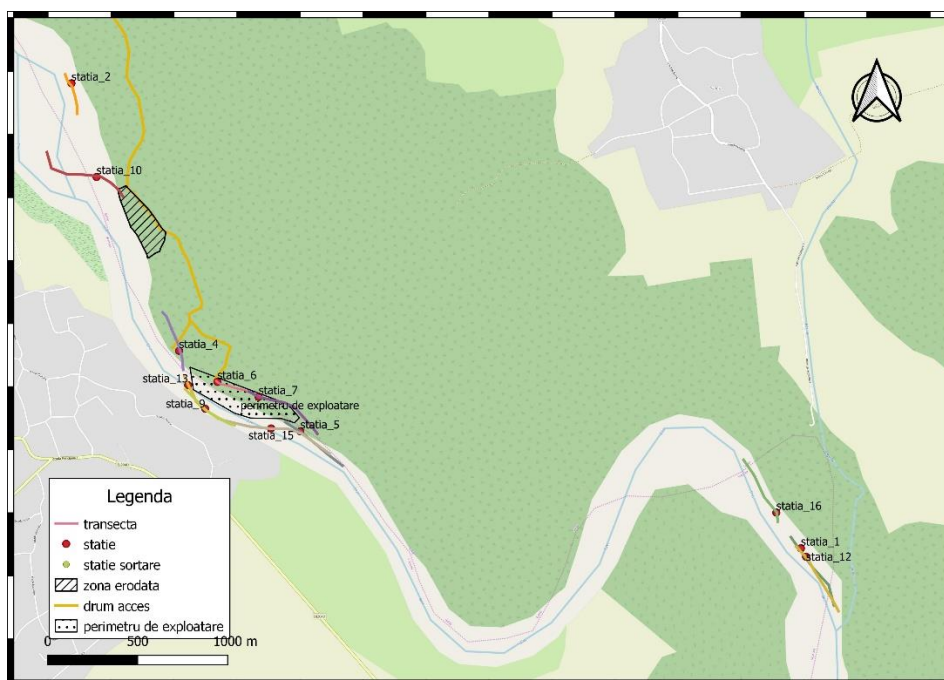 statia_2
statia_10
statia_4
statia_6
statia_13
statia_7
statia_9
perimetru de exploatare
statia_5
statia_15
statia_16
statia_1
statia_12
Legenda
transecta
statie
statie sortare
zona erodata
drum acces
perimetru de exploatare
0 500 1000 m